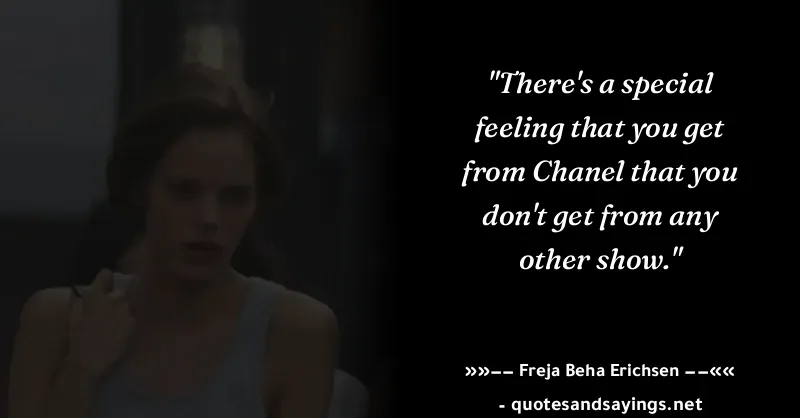 "There's a special
feeling that you get
from Chanel that you
don't get from any
other show."
»»−− Freja Beha Erichsen −−««
- quotesandsayings.net